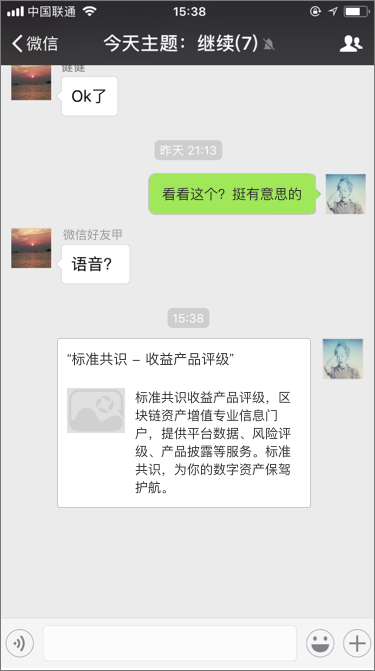 中国联通 15:38
微信 今天主题：继续(7)
健健
Ok了
昨天 21:13
看看这个？挺有意思的
微信好友甲
语音？
15:38
“标准共识 – 收益产品评级”
标准共识收益产品评级，区
块链资产增值专业信息门
户，提供平台数据、风险评
级、产品披露等服务。标准
共识，为你的数字资产保驾
护航。